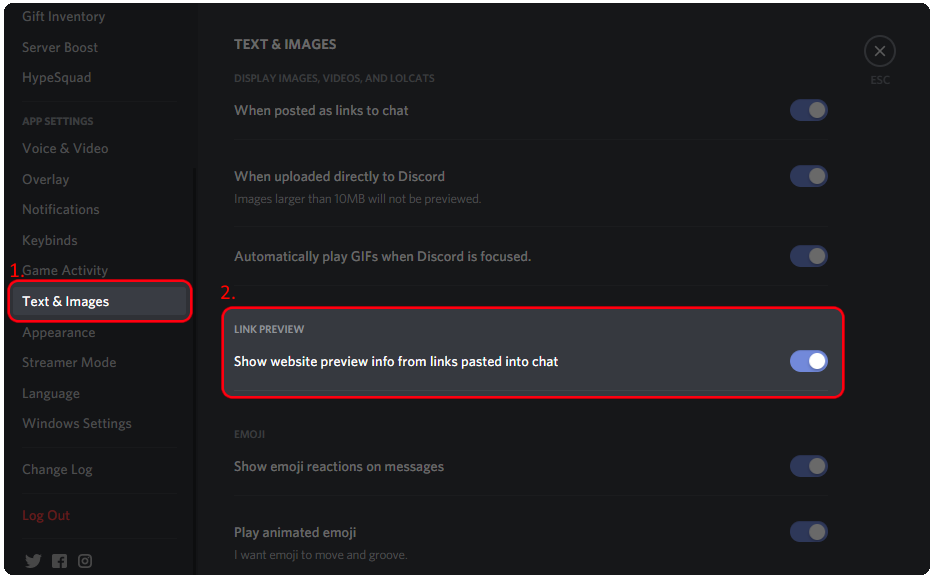 Gift Inventory
Server Boost
HypeSquad
APP SETTINGS
Voice & Video
Overlay
Notifications
Keybinds
1.
Game Activity
Text & Images
Appearance
Streamer Mode
Language
Windows Settings
Change Log
Log Out
TEXT & IMAGES
ESC
DISPLAY IMAGES, VIDEOS, AND LOLCATS
When posted as links to chat
When uploaded directly to Discord
Images larger than 10MB will not be previewed.
Automatically play GIFs when Discord is focused.
2.
LINK PREVIEW
Show website preview info from links pasted into chat
EMOJI
Show emoji reactions on messages
Play animated emoji
I want emoji to move and groove.